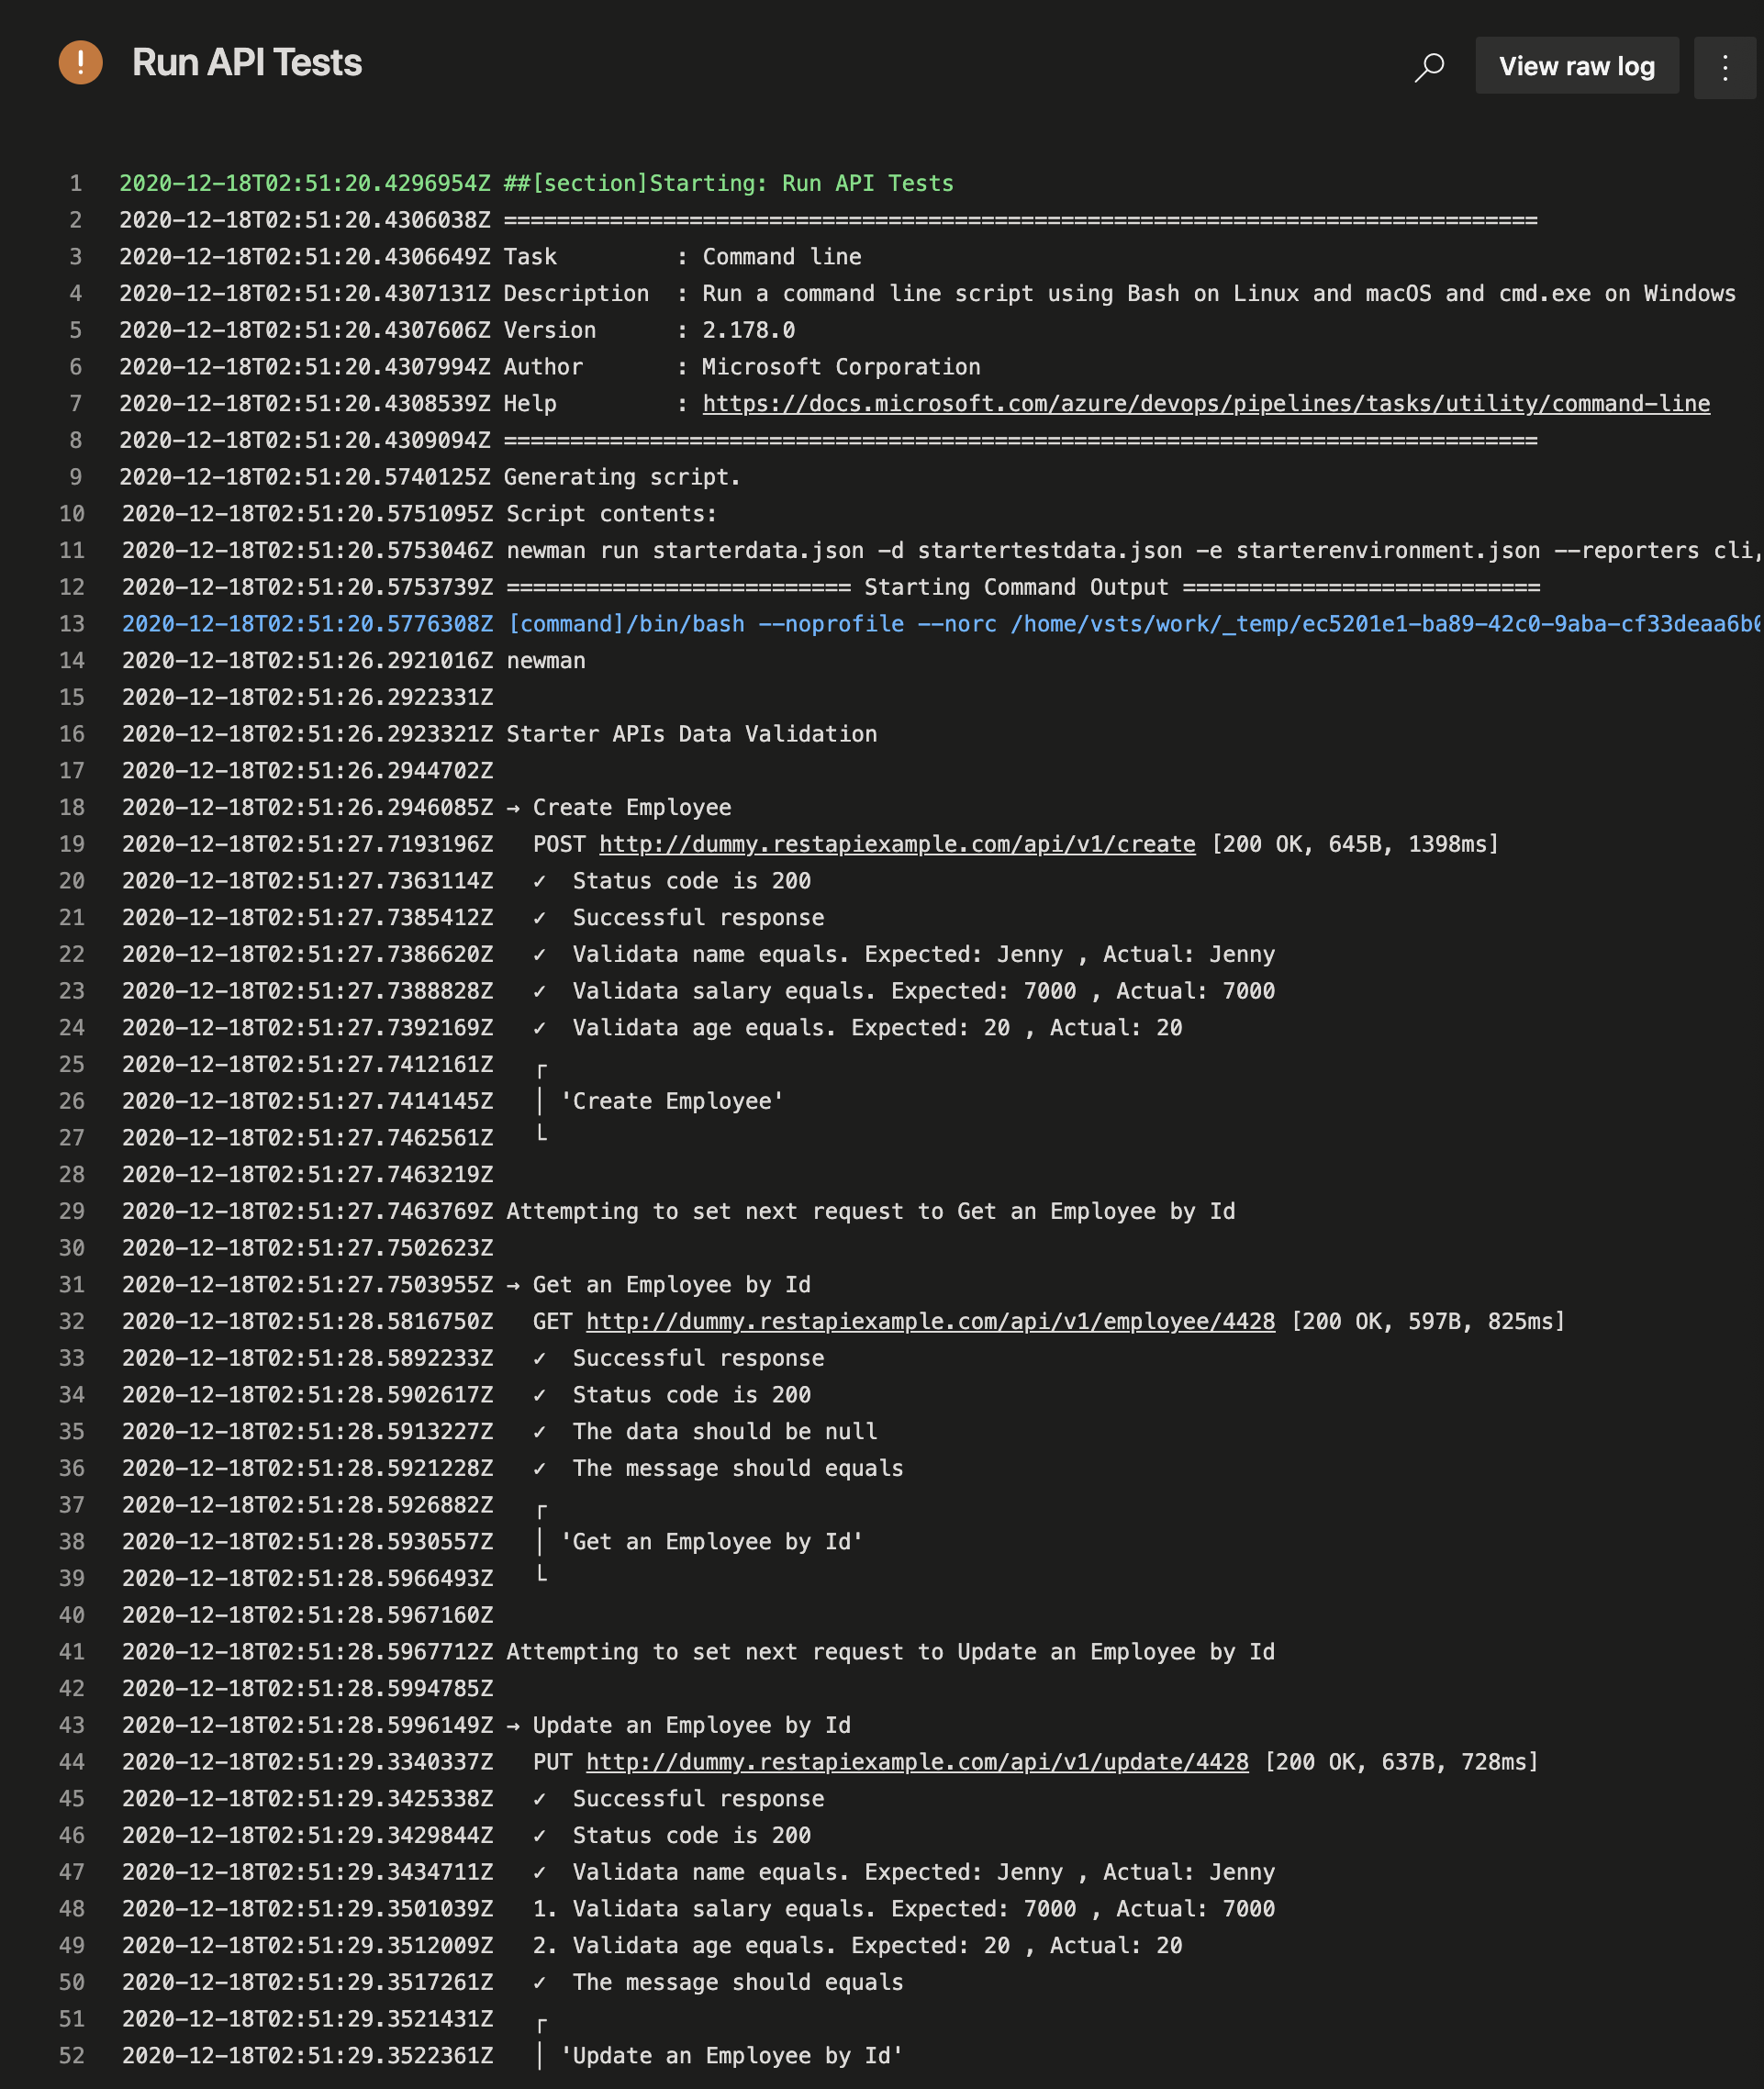 Run API Tests
View raw log
1 2020-12-18T02:51:20.4296954Z ##[section]Starting: Run API Tests
2 2020-12-18T02:51:20.4306038Z ==============================================================================
3 2020-12-18T02:51:20.4306649Z Task         : Command line
4 2020-12-18T02:51:20.4307131Z Description  : Run a command line script using Bash on Linux and macOS and cmd.exe on Windows
5 2020-12-18T02:51:20.4307606Z Version      : 2.178.0
6 2020-12-18T02:51:20.4307994Z Author       : Microsoft Corporation
7 2020-12-18T02:51:20.4308539Z Help         : https://docs.microsoft.com/azure/devops/pipelines/tasks/utility/command-line
8 2020-12-18T02:51:20.4309094Z ==============================================================================
9 2020-12-18T02:51:20.5740125Z Generating script.
10 2020-12-18T02:51:20.5751095Z Script contents:
11 2020-12-18T02:51:20.5753046Z newman run starterdata.json -d startertestdata.json -e starterenvironment.json --reporters cli,
12 2020-12-18T02:51:20.5753739Z ========================== Starting Command Output ===========================
13 2020-12-18T02:51:20.5776308Z [command]/bin/bash --noprofile --norc /home/vsts/work/_temp/ec5201e1-ba89-42c0-9aba-cf33deaa6b
14 2020-12-18T02:51:26.2921016Z newman
15 2020-12-18T02:51:26.2922331Z
16 2020-12-18T02:51:26.2923321Z Starter APIs Data Validation
17 2020-12-18T02:51:26.2944702Z
18 2020-12-18T02:51:26.2946085Z → Create Employee
19 2020-12-18T02:51:27.7193196Z   POST http://dummy.restapiexample.com/api/v1/create [200 OK, 645B, 1398ms]
20 2020-12-18T02:51:27.7363114Z   ✓  Status code is 200
21 2020-12-18T02:51:27.7385412Z   ✓  Successful response
22 2020-12-18T02:51:27.7386620Z   ✓  Validata name equals. Expected: Jenny , Actual: Jenny
23 2020-12-18T02:51:27.7388828Z   ✓  Validata salary equals. Expected: 7000 , Actual: 7000
24 2020-12-18T02:51:27.7392169Z   ✓  Validata age equals. Expected: 20 , Actual: 20
25 2020-12-18T02:51:27.7412161Z   ┌
26 2020-12-18T02:51:27.7414145Z   │ 'Create Employee'
27 2020-12-18T02:51:27.7462561Z   └
28 2020-12-18T02:51:27.7463219Z
29 2020-12-18T02:51:27.7463769Z Attempting to set next request to Get an Employee by Id
30 2020-12-18T02:51:27.7502623Z
31 2020-12-18T02:51:27.7503955Z → Get an Employee by Id
32 2020-12-18T02:51:28.5816750Z   GET http://dummy.restapiexample.com/api/v1/employee/4428 [200 OK, 597B, 825ms]
33 2020-12-18T02:51:28.5892233Z   ✓  Successful response
34 2020-12-18T02:51:28.5902617Z   ✓  Status code is 200
35 2020-12-18T02:51:28.5913227Z   ✓  The data should be null
36 2020-12-18T02:51:28.5921228Z   ✓  The message should equals
37 2020-12-18T02:51:28.5926882Z   ┌
38 2020-12-18T02:51:28.5930557Z   │ 'Get an Employee by Id'
39 2020-12-18T02:51:28.5966493Z   └
40 2020-12-18T02:51:28.5967160Z
41 2020-12-18T02:51:28.5967712Z Attempting to set next request to Update an Employee by Id
42 2020-12-18T02:51:28.5994785Z
43 2020-12-18T02:51:28.5996149Z → Update an Employee by Id
44 2020-12-18T02:51:29.3340337Z   PUT http://dummy.restapiexample.com/api/v1/update/4428 [200 OK, 637B, 728ms]
45 2020-12-18T02:51:29.3425338Z   ✓  Successful response
46 2020-12-18T02:51:29.3429844Z   ✓  Status code is 200
47 2020-12-18T02:51:29.3434711Z   ✓  Validata name equals. Expected: Jenny , Actual: Jenny
48 2020-12-18T02:51:29.3501039Z   1. Validata salary equals. Expected: 7000 , Actual: 7000
49 2020-12-18T02:51:29.3512009Z   2. Validata age equals. Expected: 20 , Actual: 20
50 2020-12-18T02:51:29.3517261Z   ✓  The message should equals
51 2020-12-18T02:51:29.3521431Z   ┌
52 2020-12-18T02:51:29.3522361Z   │ 'Update an Employee by Id'